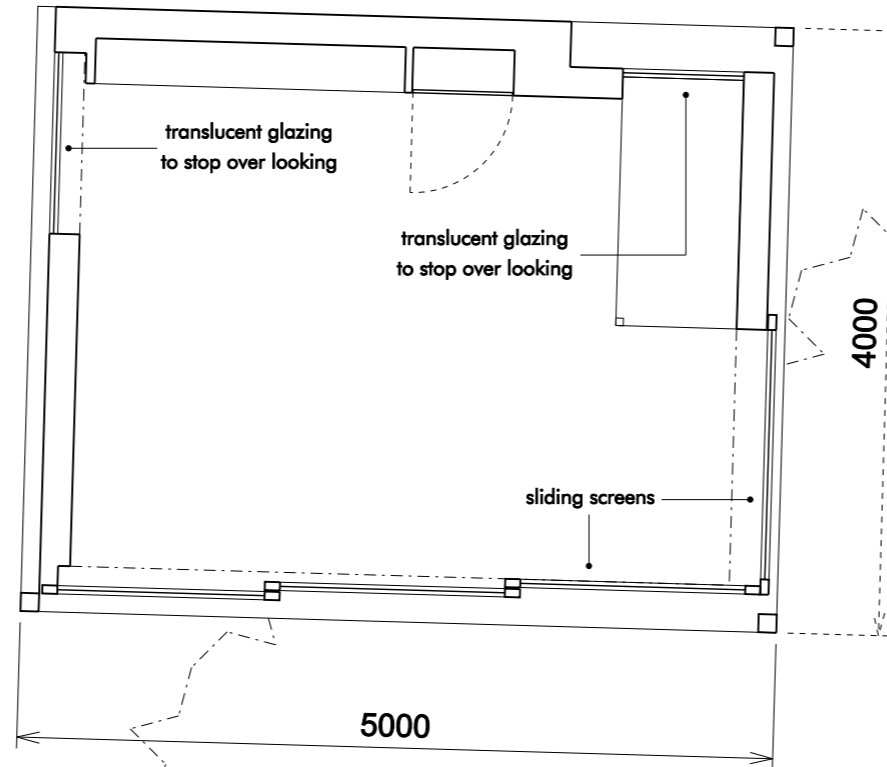 translucent glazing
to stop over looking
translucent glazing
to stop over looking
4000
sliding screens
5000